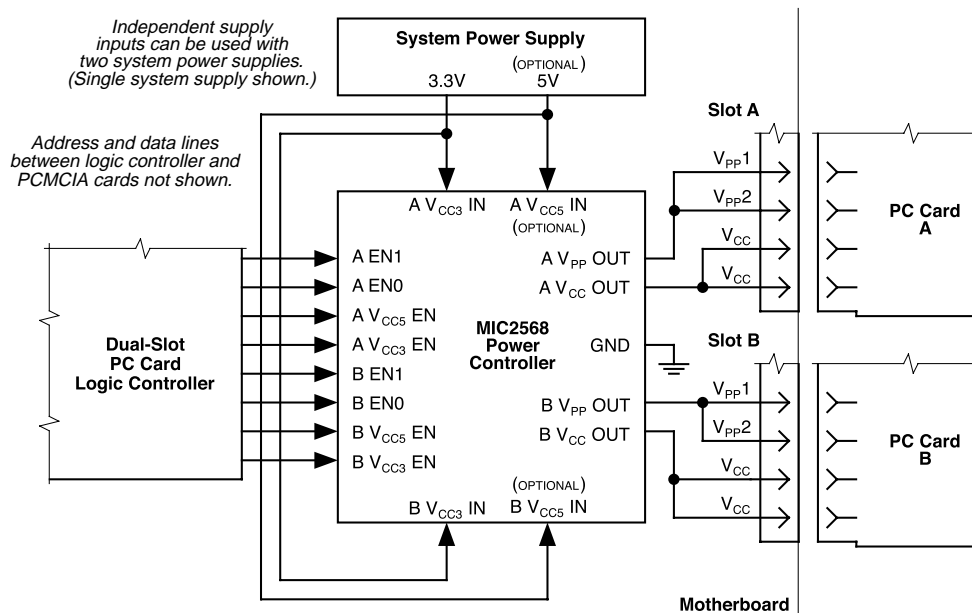 Independent supply
inputs can be used with
two system power supplies.
(Single system supply shown.)
System Power Supply
(OPTIONAL)
3.3V
5V
Address and data lines
between logic controller and
PCMCIA cards not shown.
Slot A
A VCC3 IN
A VCC5 IN
(OPTIONAL)
VPP1
VPP2
VCC
VCC
PC Card
A
Dual-Slot
PC Card
Logic Controller
A EN1
A EN0
A VCC5 EN
A VCC3 EN
B EN1
B EN0
B VCC5 EN
B VCC3 EN
MIC2568
Power
Controller
A VPP OUT
A VCC OUT
GND
B VPP OUT
B VCC OUT
(OPTIONAL)
B VCC3 IN
B VCC5 IN
Slot B
VPP1
VPP2
VCC
VCC
PC Card
B
Motherboard